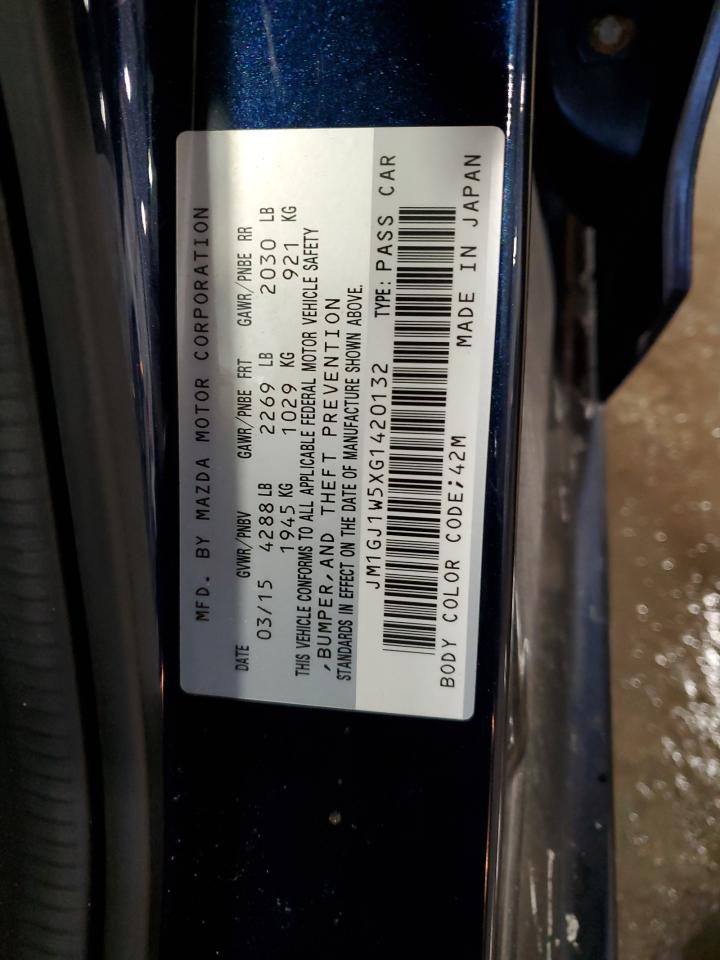 MFD. BY MAZDA MOTOR CORPORATION
DATE GVWR/PNBV GAWR/PNBE FRT GAWR/PNBE RR
03/15 4288 LB 2269 LB 2030 LB
1945 KG 1029 KG 921 KG
THIS VEHICLE CONFORMS TO ALL APPLICABLE FEDERAL MOTOR VEHICLE SAFETY
,BUMPER,AND THEFT PREVENTION
STANDARDS IN EFFECT ON THE DATE OF MANUFACTURE SHOWN ABOVE.
JM1GJ1W5XG1420132 TYPE: PASS CAR
BODY COLOR CODE;42M MADE IN JAPAN